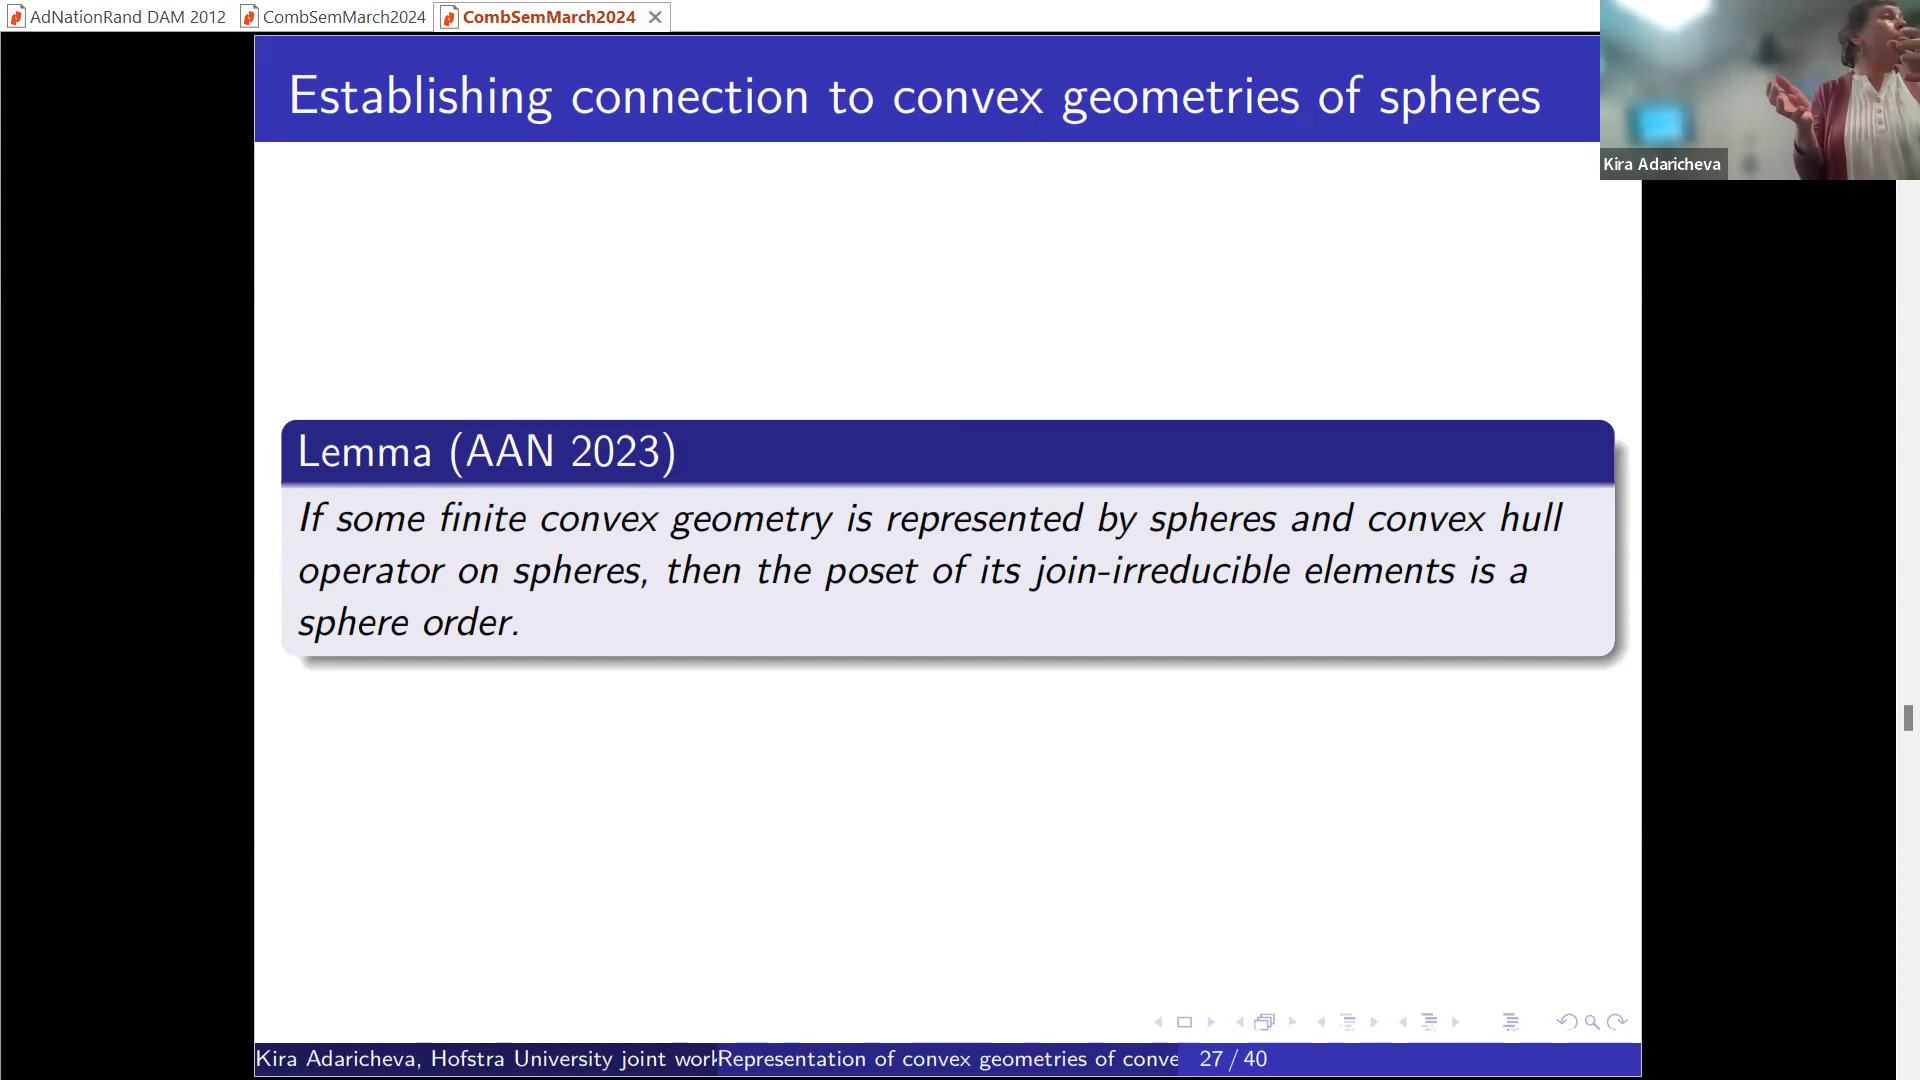 AdNationRand DAM 2012 CombSemMarch2024 CombSemMarch2024
Establishing connection to convex geometries of spheres
Kira Adaricheva
Lemma (AAN 2023)
If some finite convex geometry is represented by spheres and convex hull
operator on spheres, then the poset of its join-irreducible elements is a
sphere order.
Kira Adaricheva, Hofstra University joint work Representation of convex geometries of conve 27 / 40